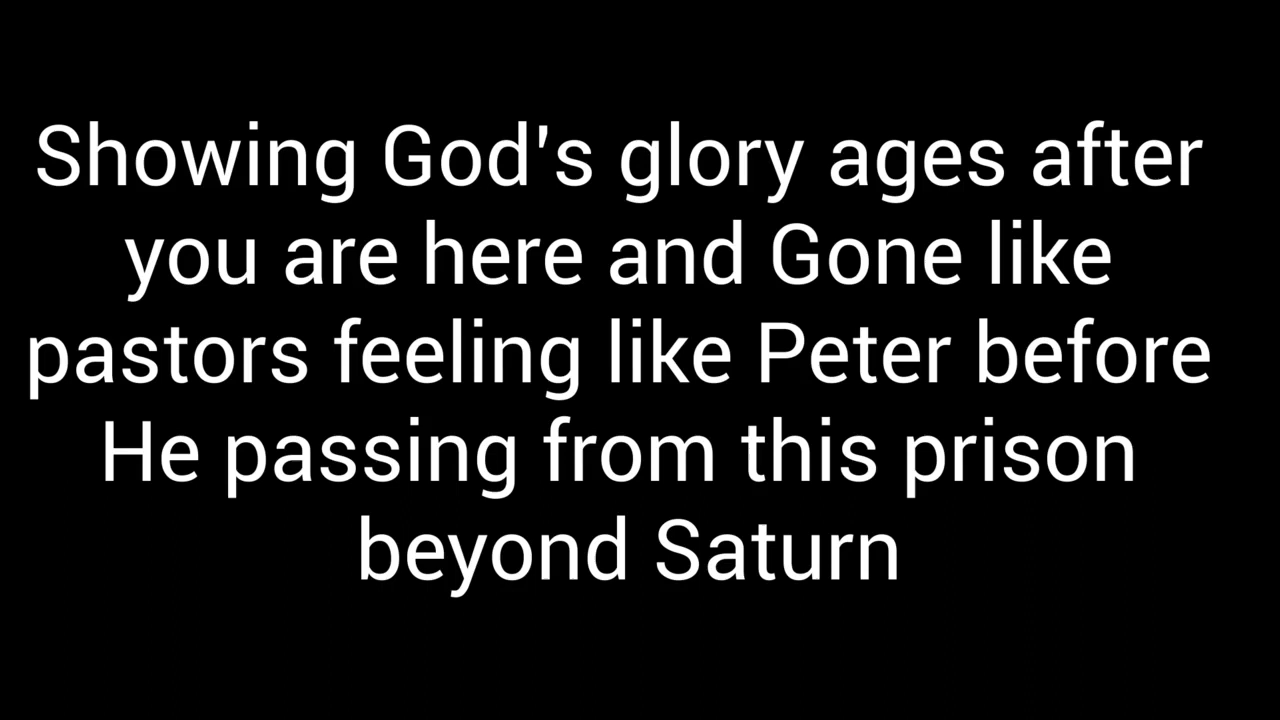 Showing God's glory ages after
you are here and Gone like
pastors feeling like Peter before
He passing from this prison
beyond Saturn